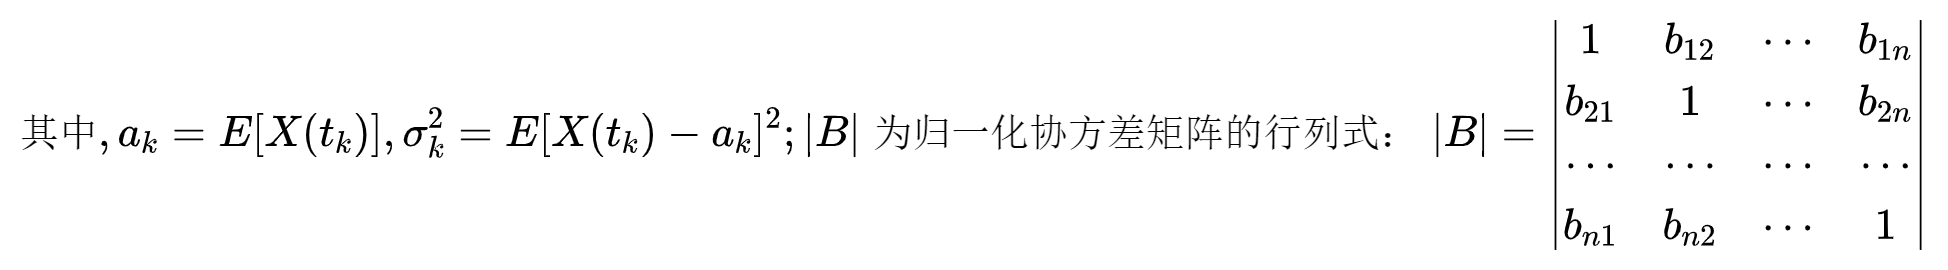 其中, $a_k = E[X(t_k)], \sigma_k^2 = E[X(t_k) - a_k]^2; |B|$ 为归一化协方差矩阵的行列式： $|B| = \begin{vmatrix} 1 & b_{12} & \cdots & b_{1n} \\ b_{21} & 1 & \cdots & b_{2n} \\ \cdots & \cdots & \cdots & \cdots \\ b_{n1} & b_{n2} & \cdots & 1 \end{vmatrix}$